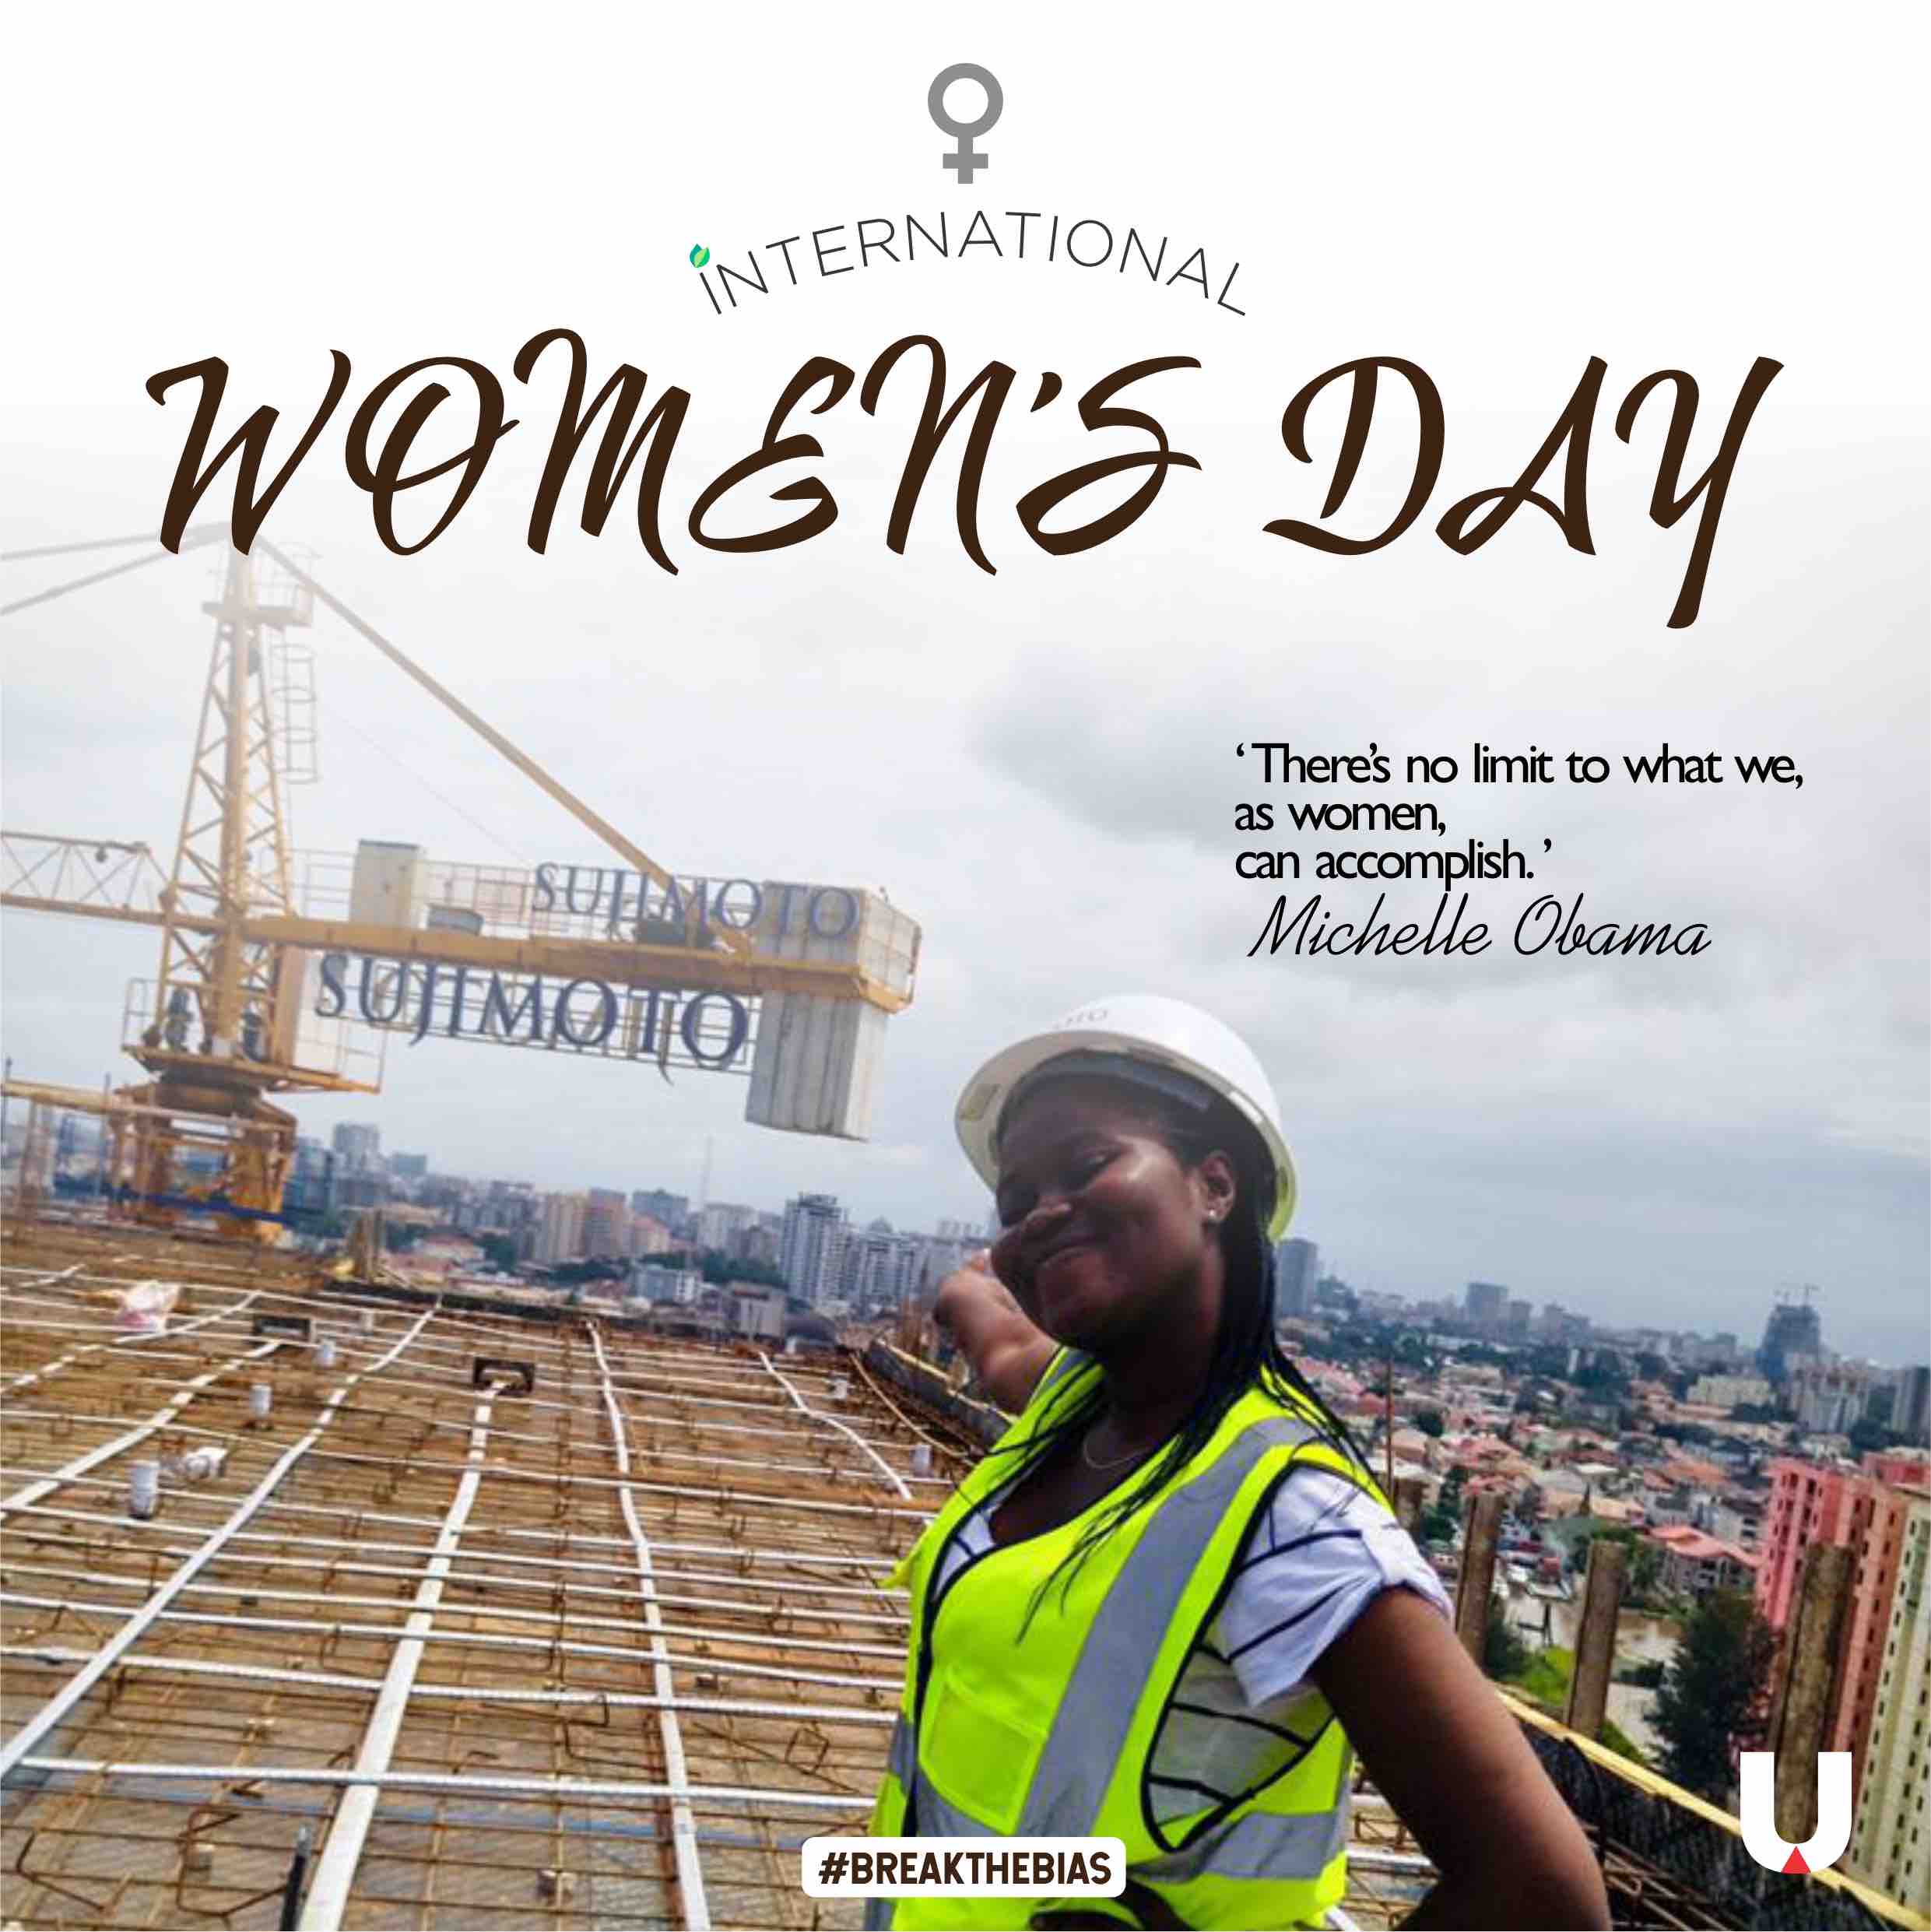 INTERNATIONAL
WOMEN'S DAY
‘There's no limit to what we,
as women,
can accomplish.’
Michelle Obama
SUJIMOTO
SUJIMOTO
#BREAKTHEBIAS
U